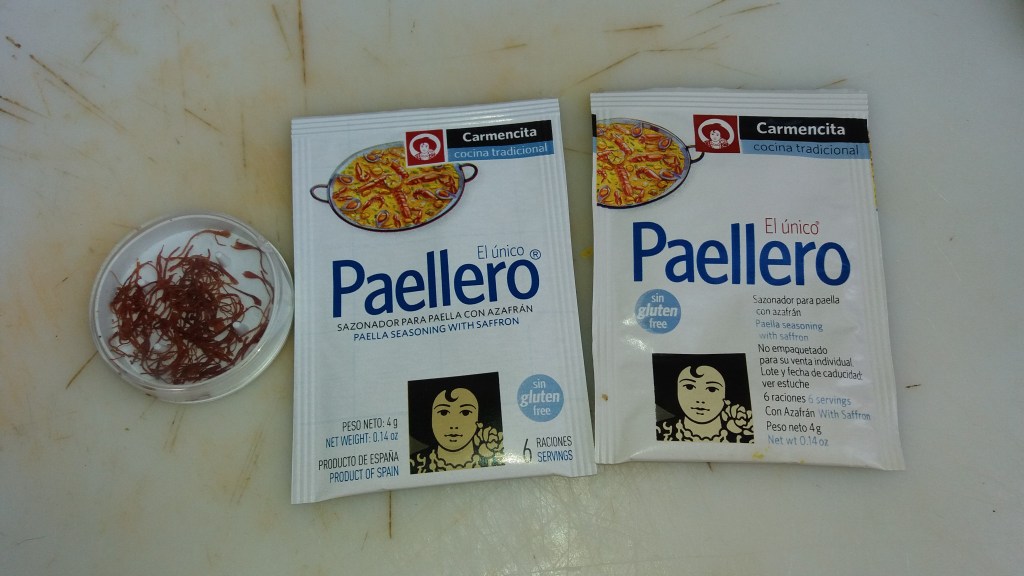 Carmencita
cocina tradicional
El único
Paellero®
SAZONADOR PARA PAELLA CON AZAFRÁN
PAELLA SEASONING WITH SAFFRON
sin
gluten
free
PESO NETO: 4 g
NET WEIGHT: 0.14 oz
PRODUCTO DE ESPAÑA
PRODUCT OF SPAIN
6 RACIONES
SERVINGS
Carmencita
cocina tradicional
El único®
Paellero
sin
gluten
free
Sazonador para paella
con azafrán
Paella seasoning
with saffron
No empaquetado
para su venta individual.
Lote y fecha de caducidad:
ver estuche
6 raciones 6 servings
Con Azafrán With Saffron
Peso neto 4 g
Net wt 0.14 oz